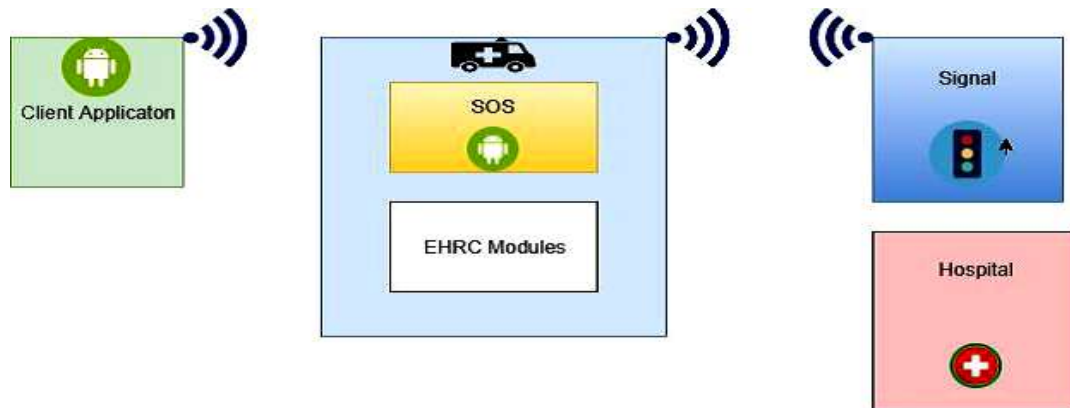 Client Applicaton
SOS
EHRC Modules
Signal
Hospital